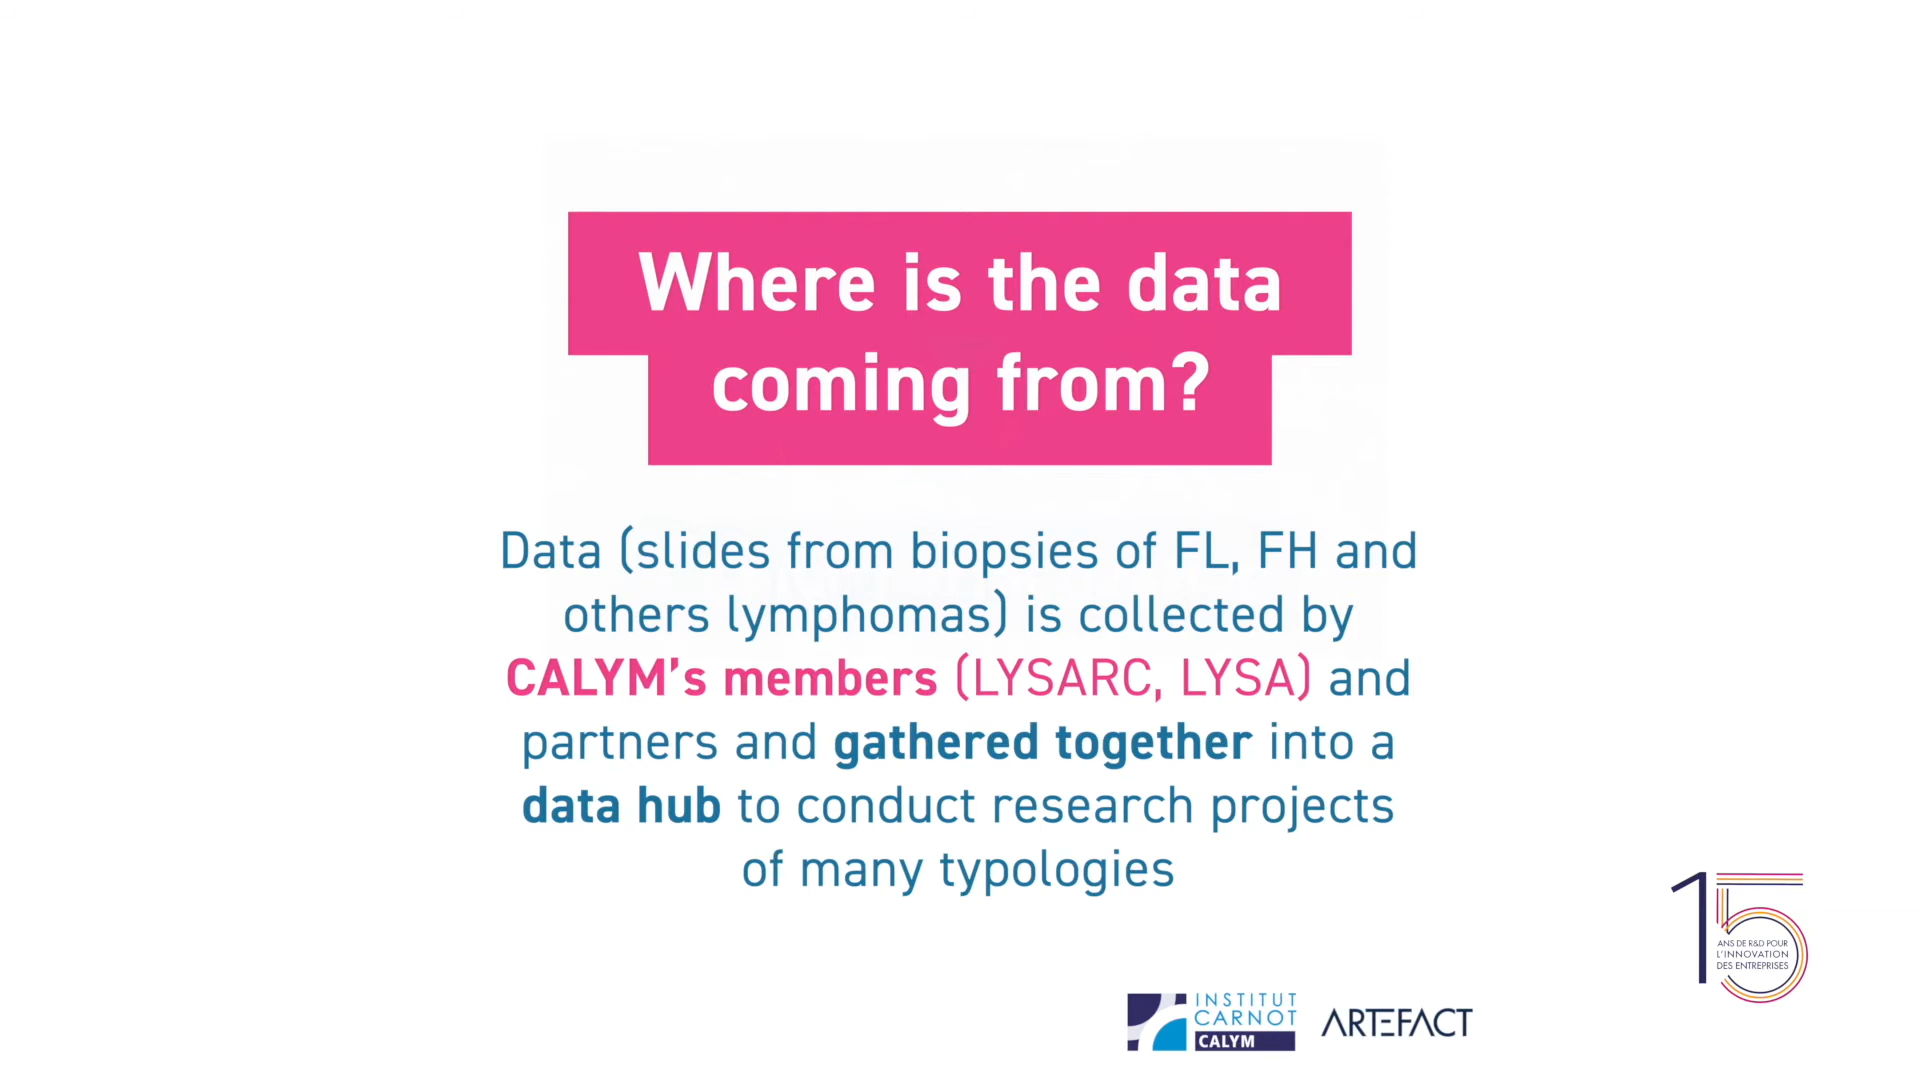 Where is the data
coming from?
Data (slides from biopsies of FL, FH and
others lymphomas) is collected by
CALYM's members (LYSARC, LYSA) and
partners and gathered together into a
data hub to conduct research projects
of many typologies
15
ANS DE R&D POUR
L'INNOVATION
DES ENTREPRISES
INSTITUT
CARNOT
CALYM
ARTEFACT